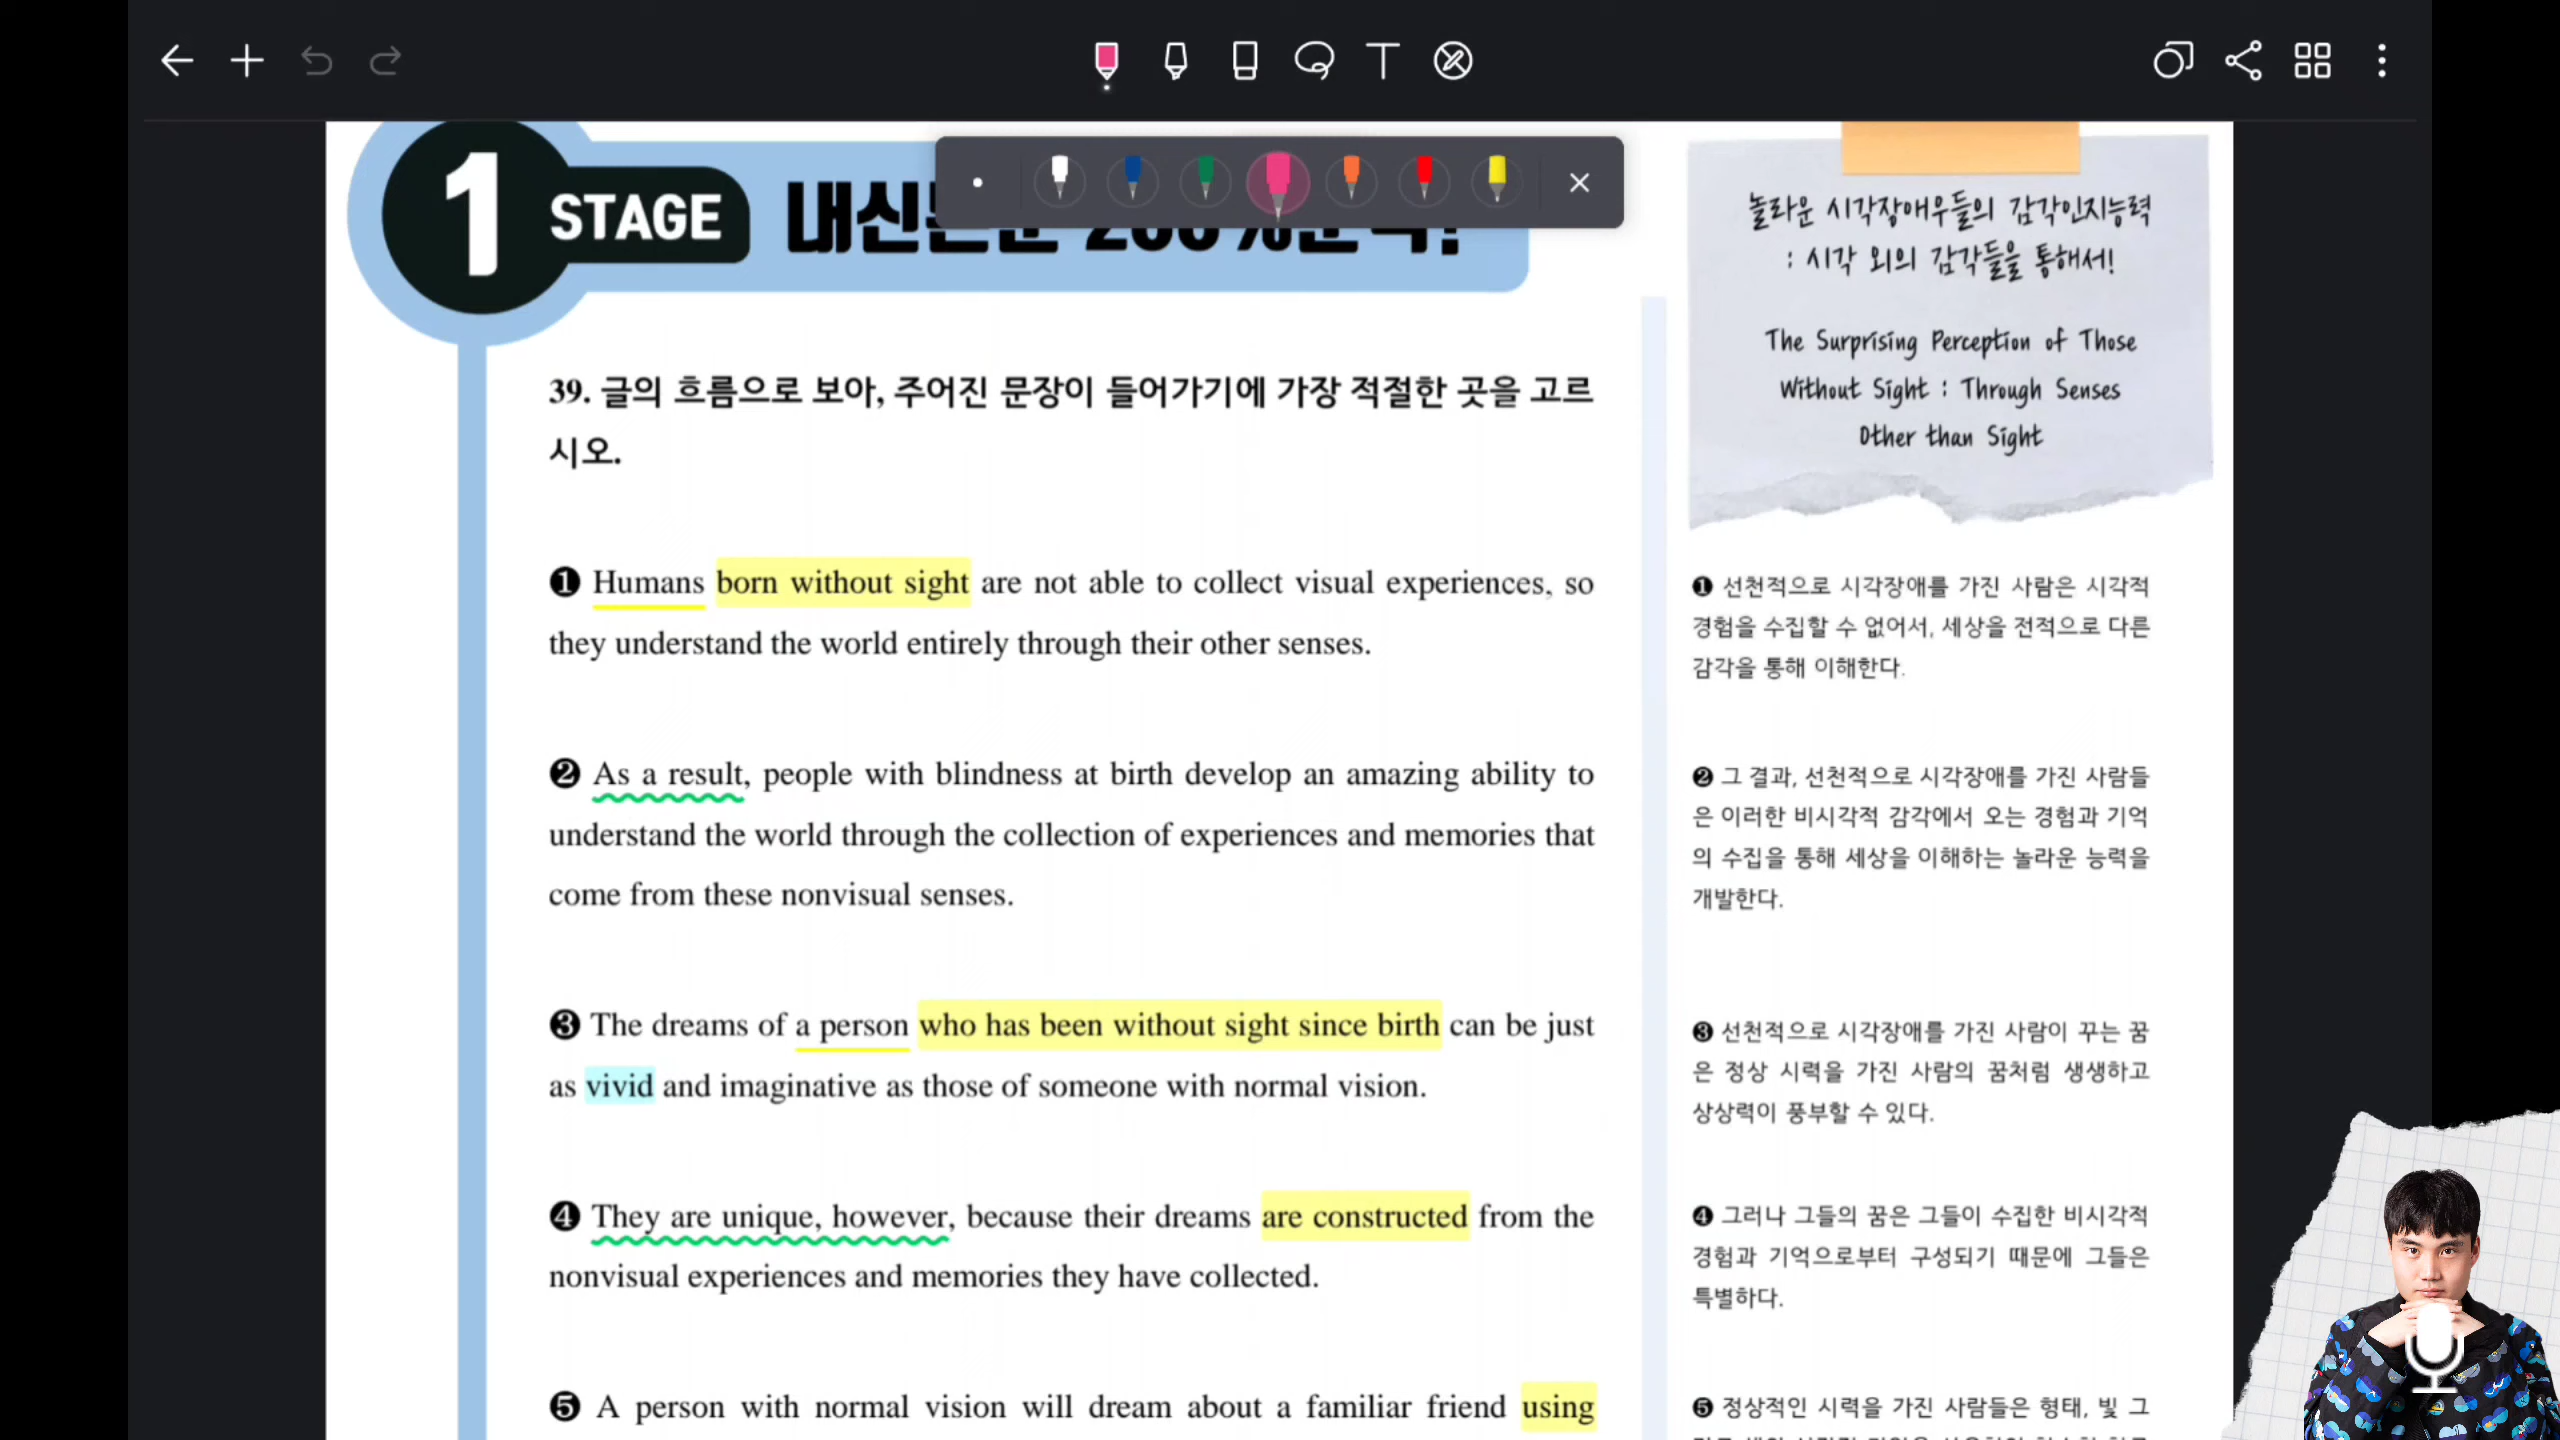 1
STAGE
내신
놀라운 시각장애우들의 감각인지능력
: 시각 외의 감각들을 통해서!
The Surprising Perception of Those
Without Sight : Through Senses
Other than Sight
39. 글의 흐름으로 보아, 주어진 문장이 들어가기에 가장 적절한 곳을 고르
시오.
❶ Humans born without sight are not able to collect visual experiences, so
they understand the world entirely through their other senses.
❷ As a result, people with blindness at birth develop an amazing ability to
understand the world through the collection of experiences and memories that
come from these nonvisual senses.
❸ The dreams of a person who has been without sight since birth can be just
as vivid and imaginative as those of someone with normal vision.
❹ They are unique, however, because their dreams are constructed from the
nonvisual experiences and memories they have collected.
❺ A person with normal vision will dream about a familiar friend using
❶ 선천적으로 시각장애를 가진 사람은 시각적
경험을 수집할 수 없어서, 세상을 전적으로 다른
감각을 통해 이해한다.
❷ 그 결과, 선천적으로 시각장애를 가진 사람들
은 이러한 비시각적 감각에서 오는 경험과 기억
의 수집을 통해 세상을 이해하는 놀라운 능력을
개발한다.
❸ 선천적으로 시각장애를 가진 사람이 꾸는 꿈
은 정상 시력을 가진 사람의 꿈처럼 생생하고
상상력이 풍부할 수 있다.
❹ 그러나 그들의 꿈은 그들이 수집한 비시각적
경험과 기억으로부터 구성되기 때문에 그들은
특별하다.
❺ 정상적인 시력을 가진 사람들은 형태, 빛 그